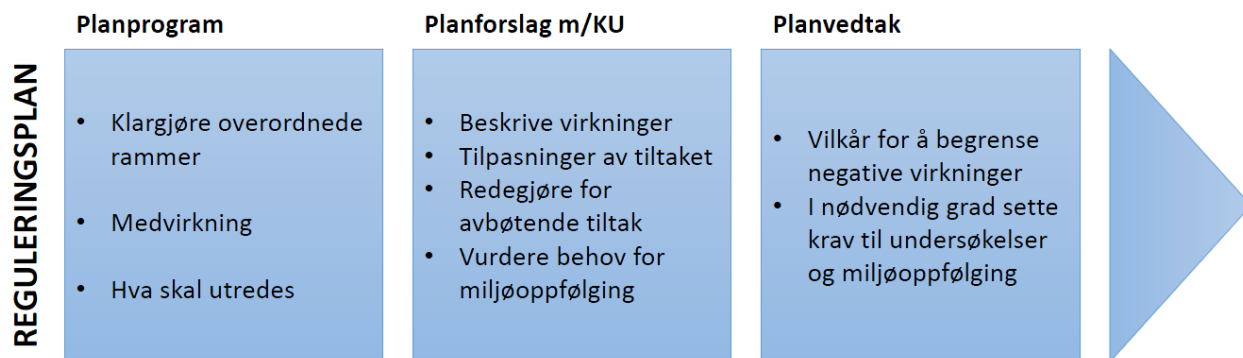 REGULERINGSPLAN
Planprogram
• Klargjøre overordnede
rammer
• Medvirkning
• Hva skal utredes
Planforslag m/KU
• Beskrive virkninger
• Tilpasninger av tiltaket
• Redegjøre for
avbøtende tiltak
• Vurdere behov for
miljøoppfølging
Planvedtak
• Vilkår for å begrense
negative virkninger
• I nødvendig grad sette
krav til undersøkelser
og miljøoppfølging